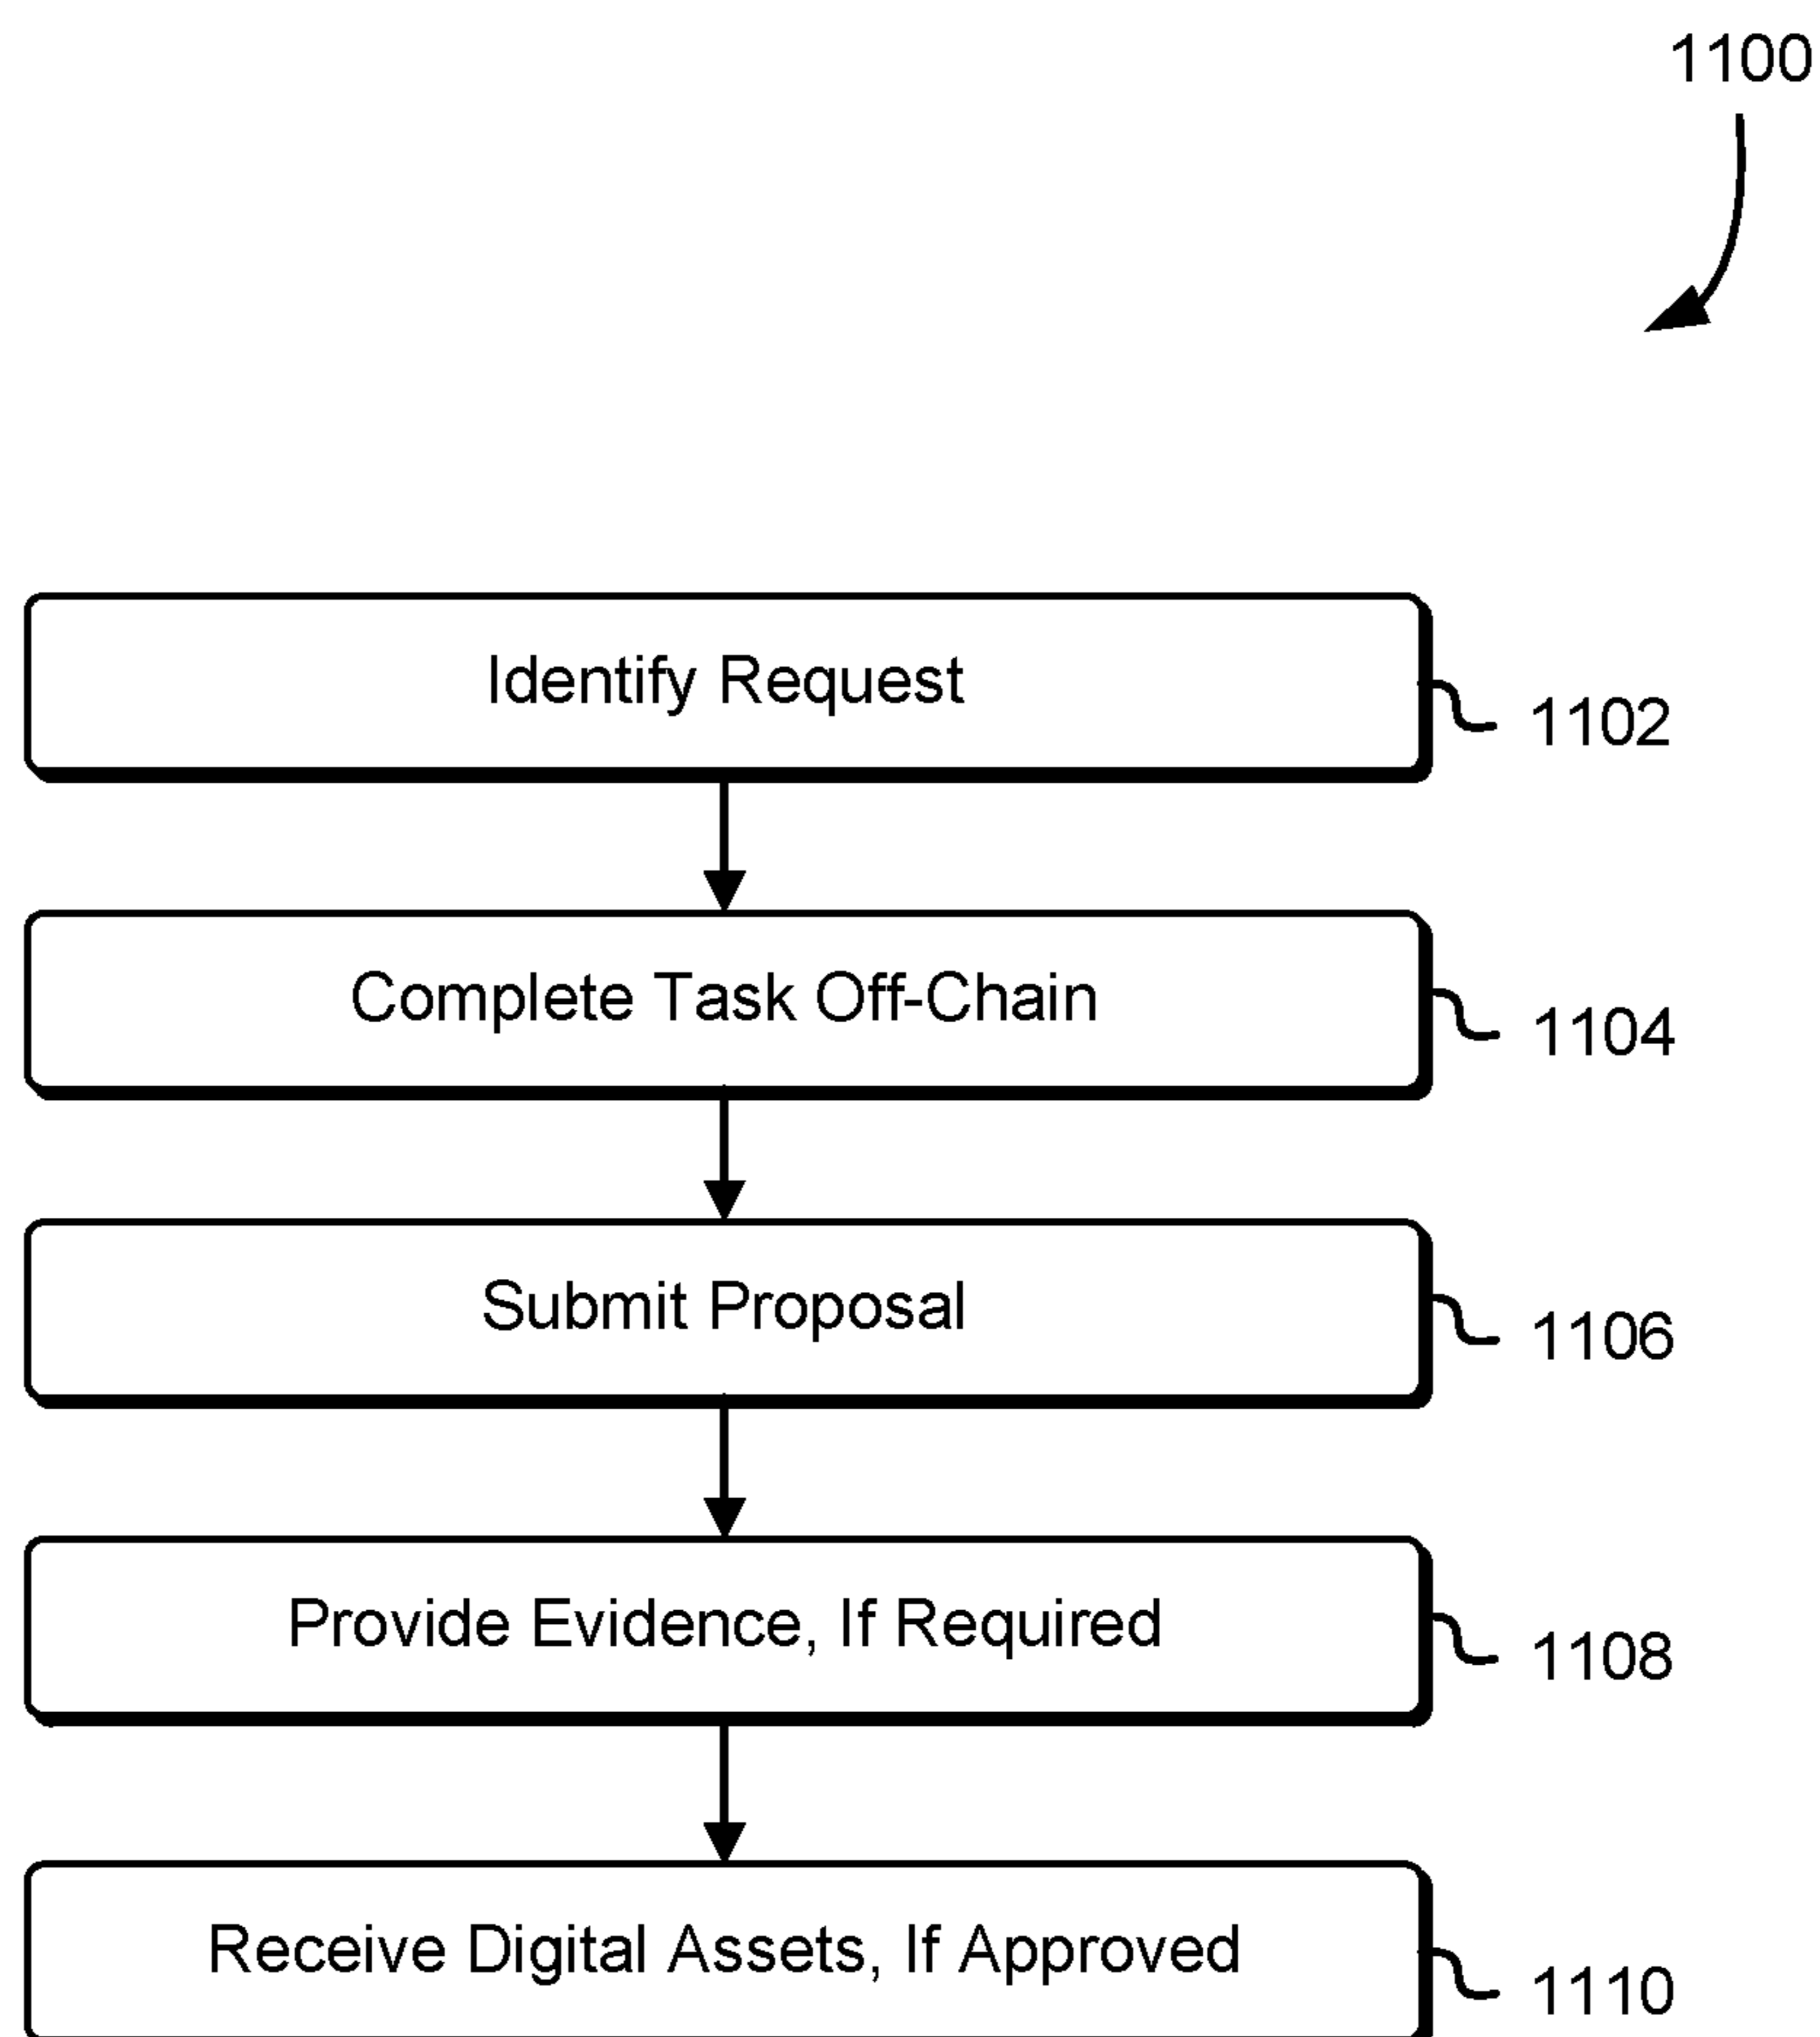 1100
Identify Request
1102
Complete Task Off-Chain
1104
Submit Proposal
1106
Provide Evidence, If Required
1108
Receive Digital Assets, If Approved
1110